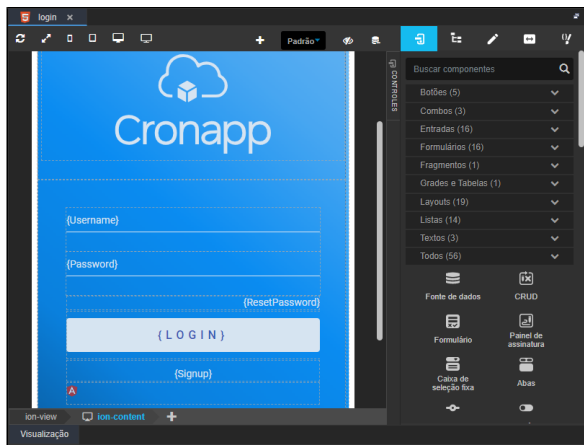 login ×
Padrão
CONTROLES
Buscar componentes
Botões (5)
Combos (3)
Entradas (16)
Formulários (16)
Fragmentos (1)
Grades e Tabelas (1)
Layouts (19)
Listas (14)
Textos (3)
Todos (56)
Fonte de dados
CRUD
Formulário
Painel de
assinatura
Caixa de
seleção fixa
Abas
Cronapp
{Username}
{Password}
{ResetPassword}
{LOGIN}
{Signup}
A
ion-view
ion-content
Visualização